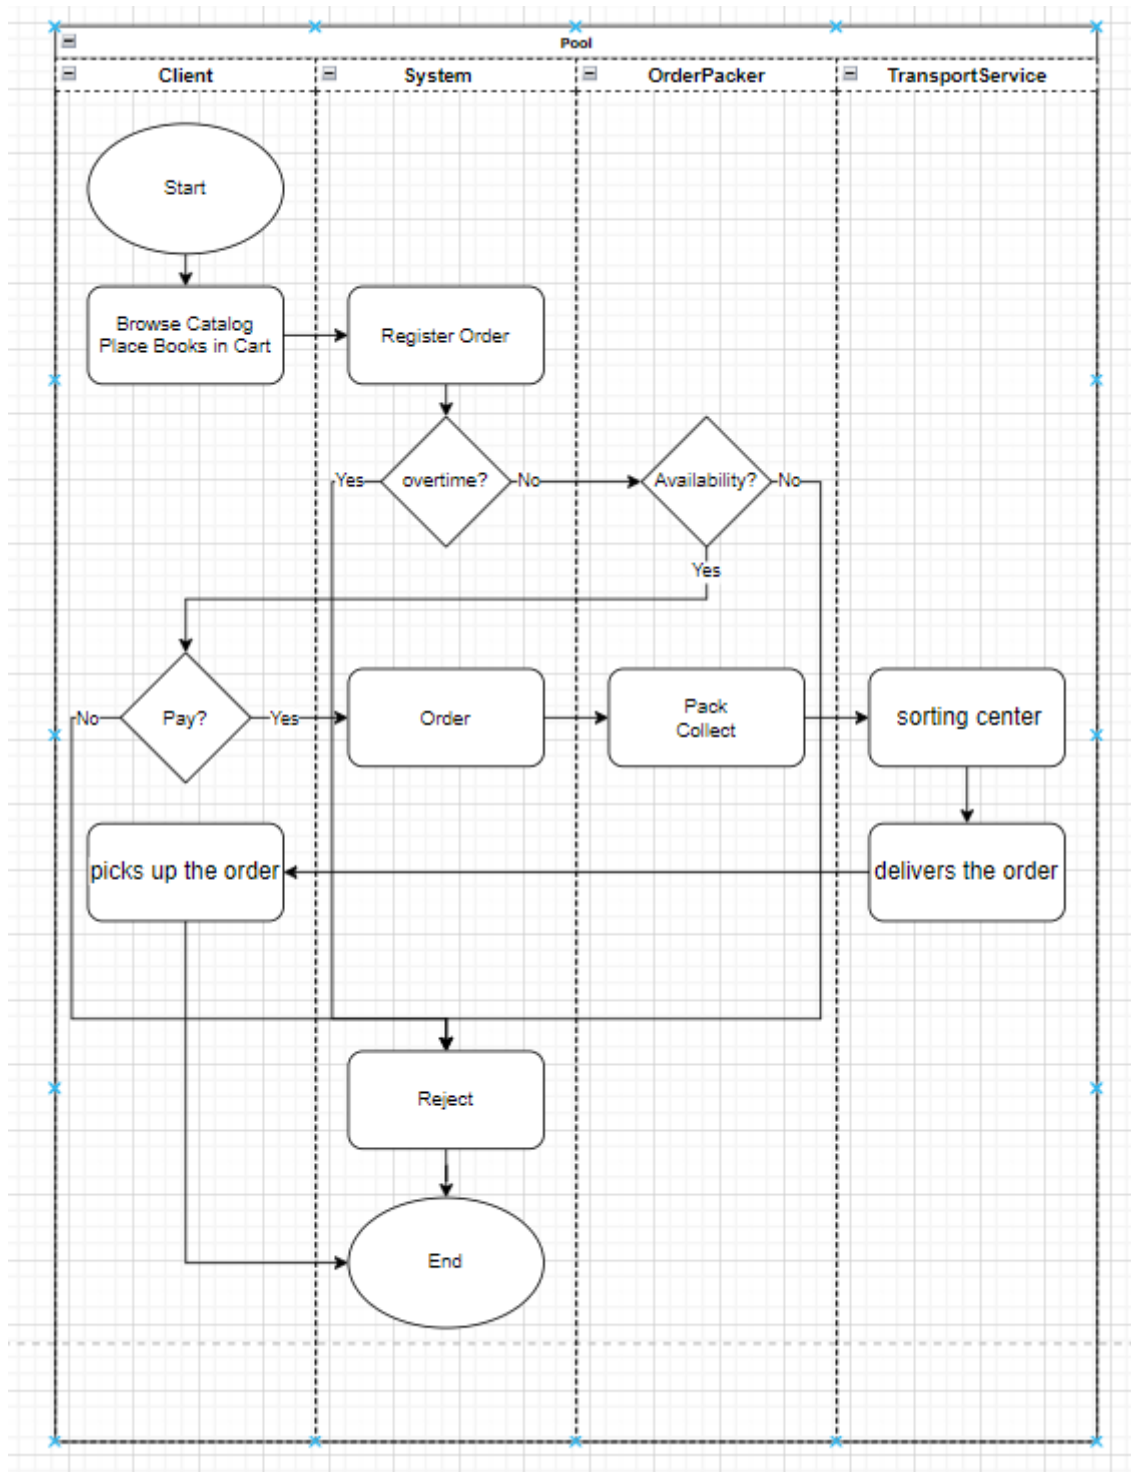 Pool
Client
System
OrderPacker
TransportService
Start
Browse Catalog
Place Books in Cart
Register Order
Yes
overtime?
No
Availability?
No
Yes
No
Pay?
Yes
Order
Pack
Collect
sorting center
picks up the order
delivers the order
Reject
End